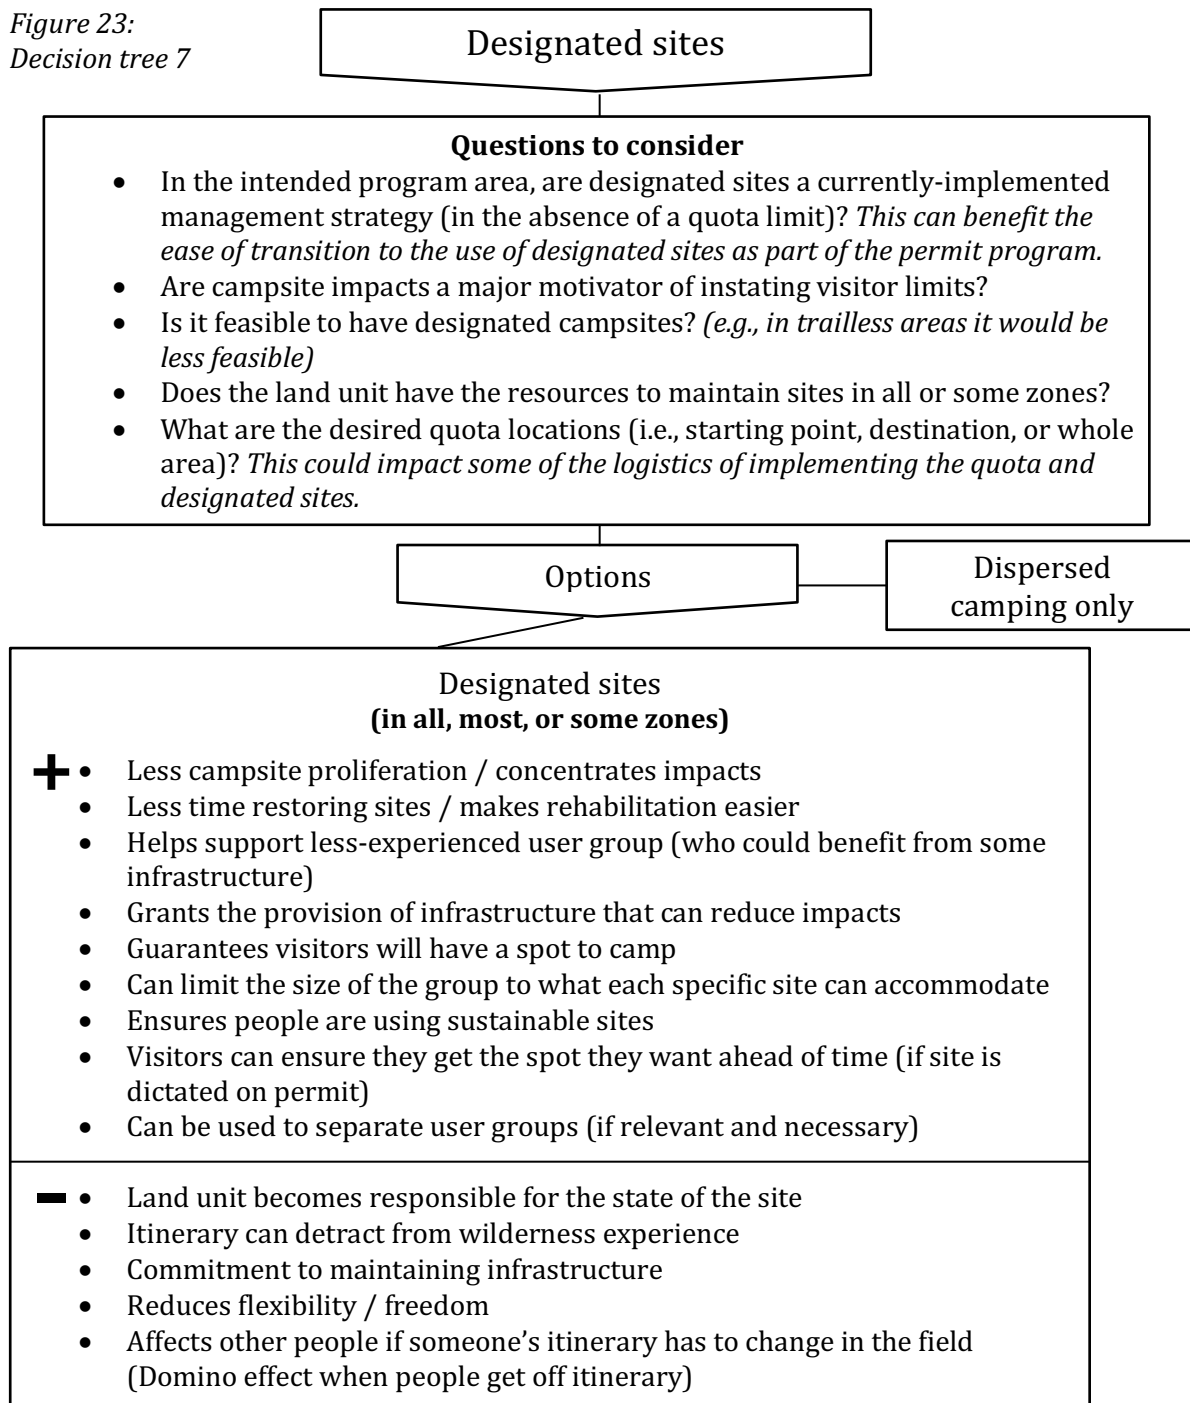 Figure 23:
Decision tree 7
Designated sites
Questions to consider
• In the intended program area, are designated sites a currently-implemented
management strategy (in the absence of a quota limit)? This can benefit the
ease of transition to the use of designated sites as part of the permit program.
• Are campsite impacts a major motivator of instating visitor limits?
• Is it feasible to have designated campsites? (e.g., in trailless areas it would be
less feasible)
• Does the land unit have the resources to maintain sites in all or some zones?
• What are the desired quota locations (i.e., starting point, destination, or whole
area)? This could impact some of the logistics of implementing the quota and
designated sites.
Options
Dispersed
camping only
Designated sites
(in all, most, or some zones)
+ • Less campsite proliferation / concentrates impacts
• Less time restoring sites / makes rehabilitation easier
• Helps support less-experienced user group (who could benefit from some
infrastructure)
• Grants the provision of infrastructure that can reduce impacts
• Guarantees visitors will have a spot to camp
• Can limit the size of the group to what each specific site can accommodate
• Ensures people are using sustainable sites
• Visitors can ensure they get the spot they want ahead of time (if site is
dictated on permit)
• Can be used to separate user groups (if relevant and necessary)
– • Land unit becomes responsible for the state of the site
• Itinerary can detract from wilderness experience
• Commitment to maintaining infrastructure
• Reduces flexibility / freedom
• Affects other people if someone's itinerary has to change in the field
(Domino effect when people get off itinerary)